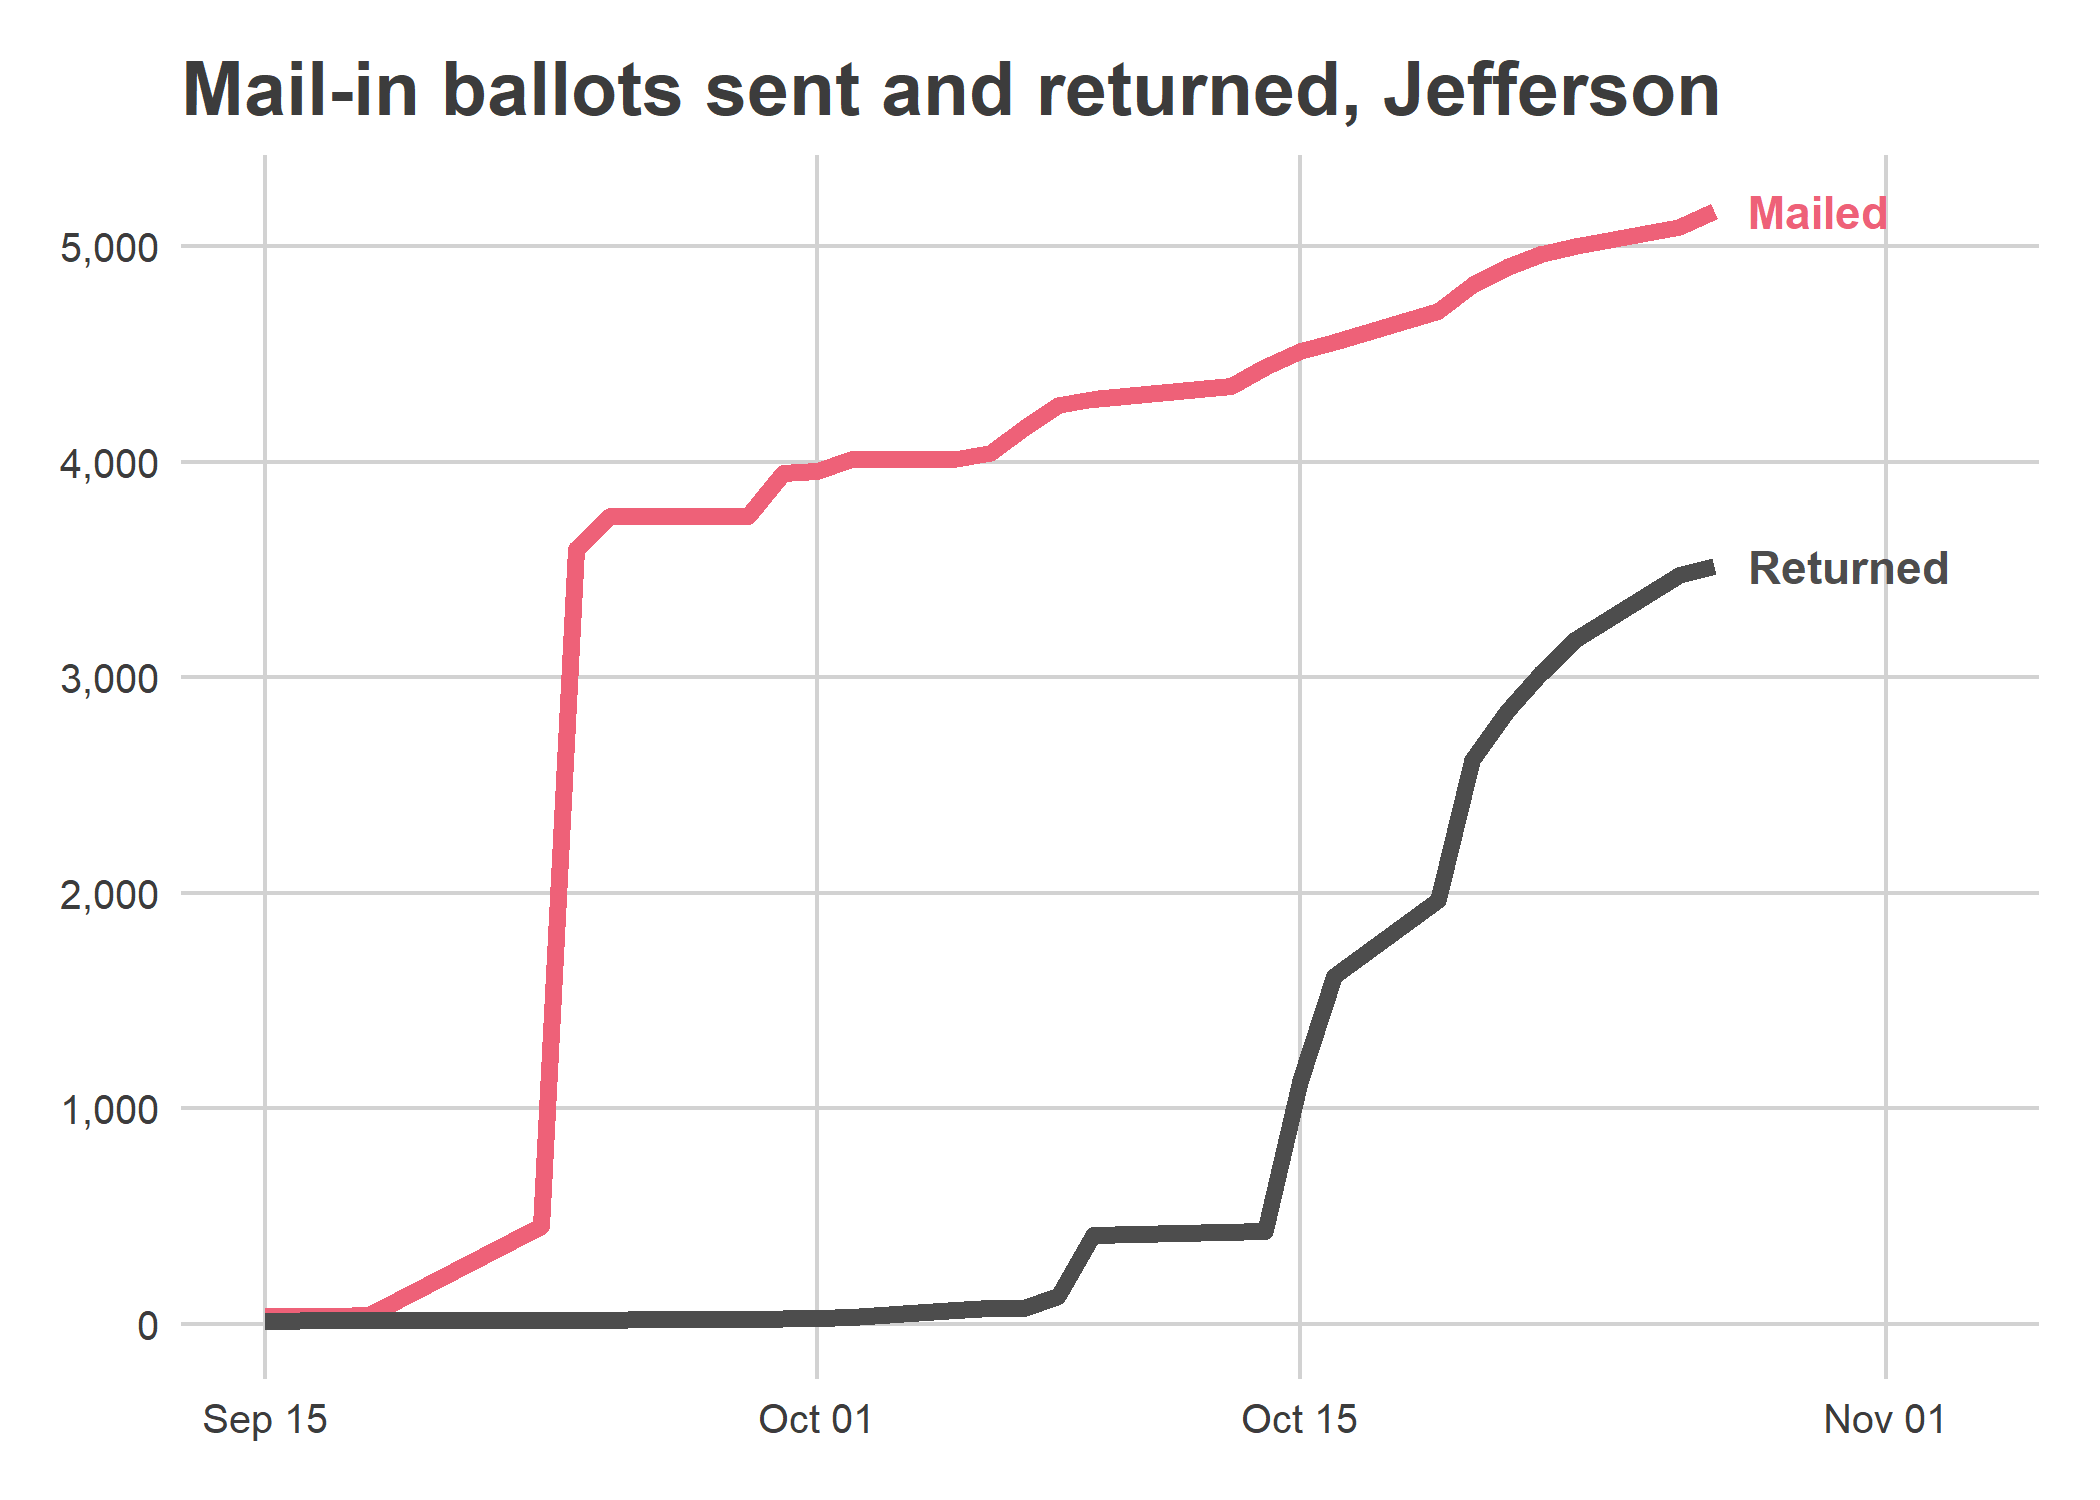 Mail-in ballots sent and returned, Jefferson
Mailed
5,000
4,000
Returned
3,000
2,000
1,000
0
Sep 15
Oct 01
Oct 15
Nov 01